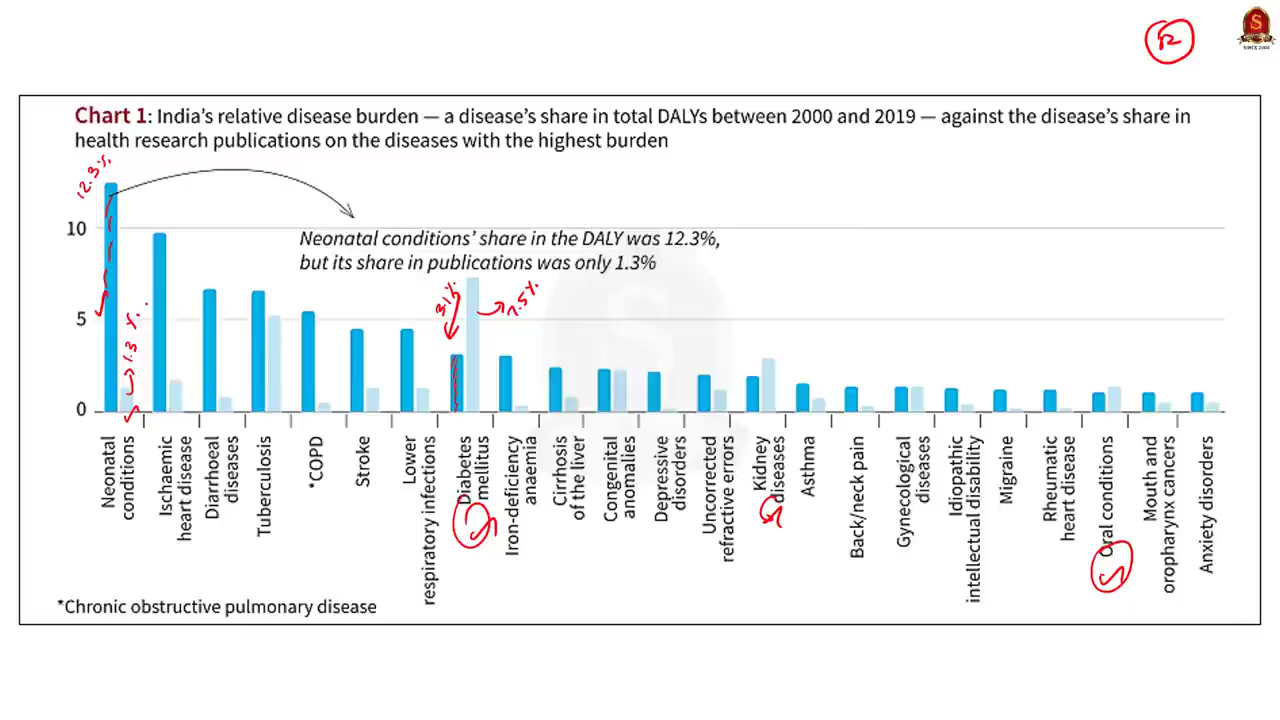 S
SINCE 2004
Chart 1: India's relative disease burden — a disease's share in total DALYs between 2000 and 2019 — against the disease's share in
health research publications on the diseases with the highest burden
12.3%
10
Neonatal conditions' share in the DALY was 12.3%,
but its share in publications was only 1.3%
3.1%
7.5%
5
1.3 %
0
Neonatal
conditions
Ischaemic
heart disease
Diarrhoeal
diseases
Tuberculosis
*COPD
Stroke
Lower
respiratory infections
Diabetes
mellitus
Iron-deficiency
anaemia
Cirrhosis
of the liver
Congenital
anomalies
Depressive
disorders
Uncorrected
refractive errors
Kidney
diseases
Asthma
Back/neck pain
Gynecological
diseases
Idiopathic
intellectual disability
Migraine
Rheumatic
heart disease
Oral conditions
Mouth and
oropharynx cancers
Anxiety disorders
*Chronic obstructive pulmonary disease